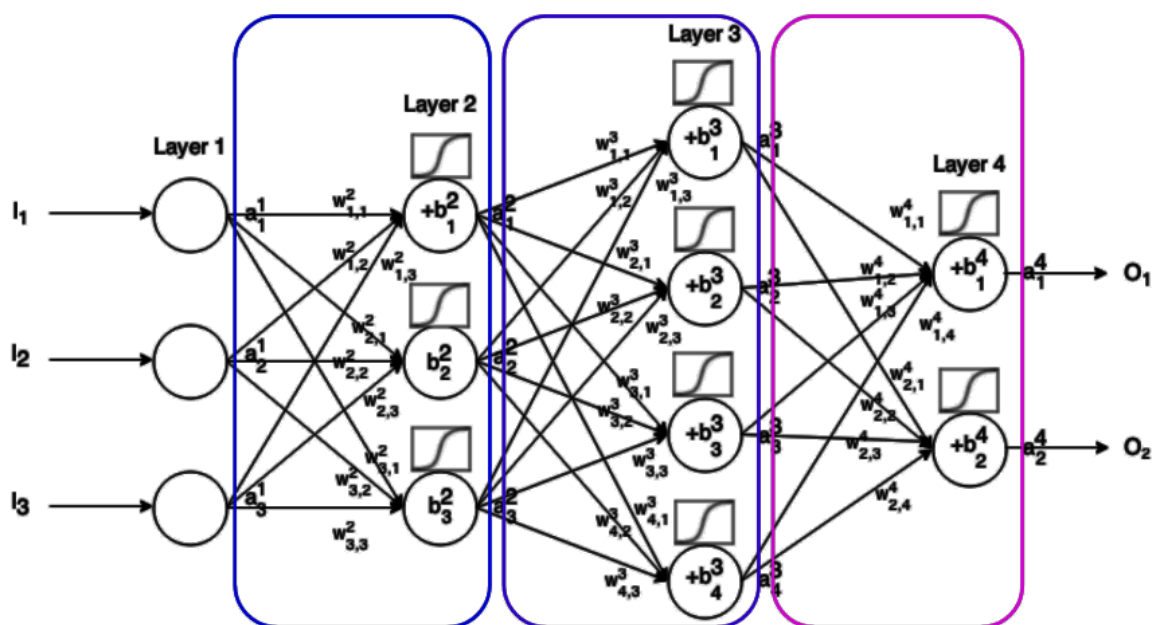 Layer 3
Layer 2
Layer 1
Layer 4
I₁
I₂
I₃
a¹₁
a¹₂
a¹₃
w²₁,₁
w²₁,₂
w²₁,₃
w²₂,₁
w²₂,₂
w²₂,₃
w²₃,₁
w²₃,₂
w²₃,₃
+b²₁
b²₂
b²₃
a²₁
a²₂
a²₃
w³₁,₁
w³₁,₂
w³₁,₃
w³₂,₁
w³₂,₂
w³₂,₃
w³₃,₁
w³₃,₂
w³₃,₃
w³₄,₁
w³₄,₂
w³₄,₃
+b³₁
+b³₂
+b³₃
+b³₄
a³₁
a³₂
a³₃
a³₄
w⁴₁,₁
w⁴₁,₂
w⁴₁,₃
w⁴₁,₄
w⁴₂,₁
w⁴₂,₂
w⁴₂,₃
w⁴₂,₄
+b⁴₁
+b⁴₂
a⁴₁
a⁴₂
O₁
O₂